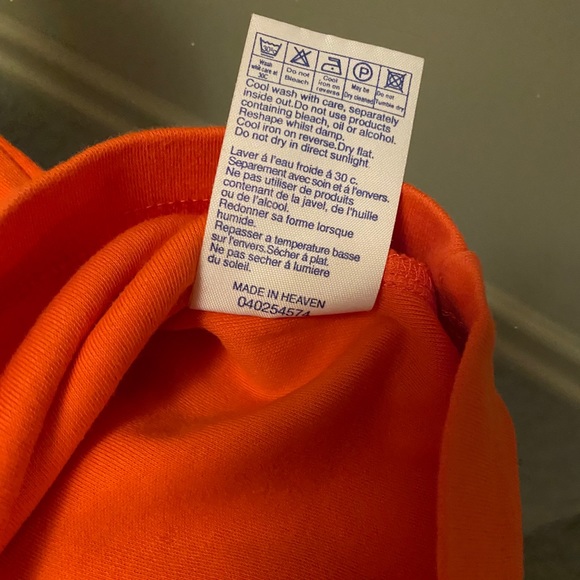 30°C
P
Wash with care at 30C.
Do not Bleach
Cool iron on reverse
May be Dry cleaned
Do not Tumble dry
Cool wash with care, separately
inside out.Do not use products
containing bleach, oil or alcohol.
Reshape whilst damp.
Cool iron on reverse.Dry flat.
Do not dry in direct sunlight
Laver á l'eau froide á 30 c.
Separement avec soin et á l'envers.
Ne pas utiliser de produits
contenant de la javel, de l'huile
ou de l'alcool.
Redonner sa forme lorsque
humide.
Repasser a temperature basse
sur l'envers.Sécher á plat.
Ne pas secher á lumiere
du soleil.
MADE IN HEAVEN
040254574